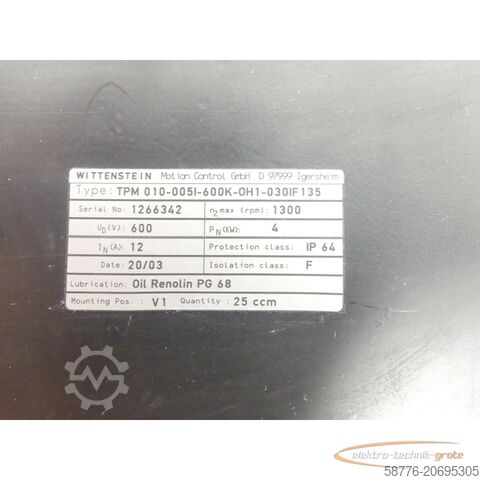 WITTENSTEIN Motion Control GmbH D 97999 Igersheim
Type: TPM 010-005I-600K-OH1-030IF135
Serial No: 1266342 n2max (rpm): 1300
UD(V): 600 PN(KW): 4
IN(A): 12 Protection class: IP 64
Date: 20/03 Isolation class: F
Lubrication: Oil Renolin PG 68
Mounting Pos.: V1 Quantity: 25 ccm
elektro-technik-grote
58776-20695305